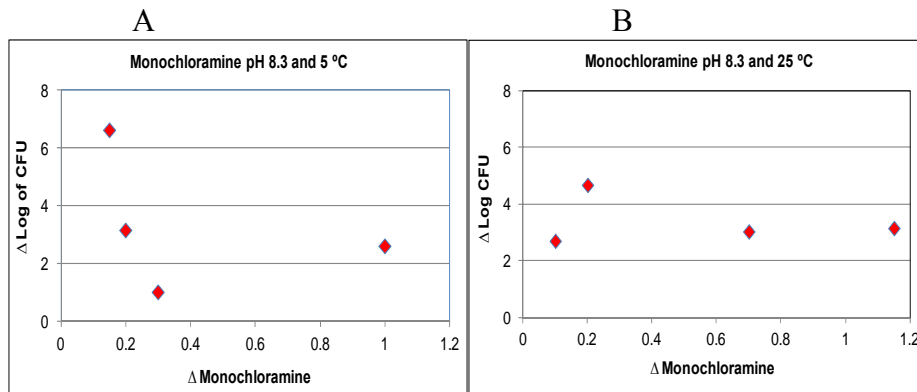 A
Monochloramine pH 8.3 and 5 ºC
Δ Log of CFU
8
6
4
2
0
0 0.2 0.4 0.6 0.8 1 1.2
Δ Monochloramine
B
Monochloramine pH 8.3 and 25 ºC
Δ Log CFU
8
6
4
2
0
0 0.2 0.4 0.6 0.8 1 1.2
Δ Monochloramine